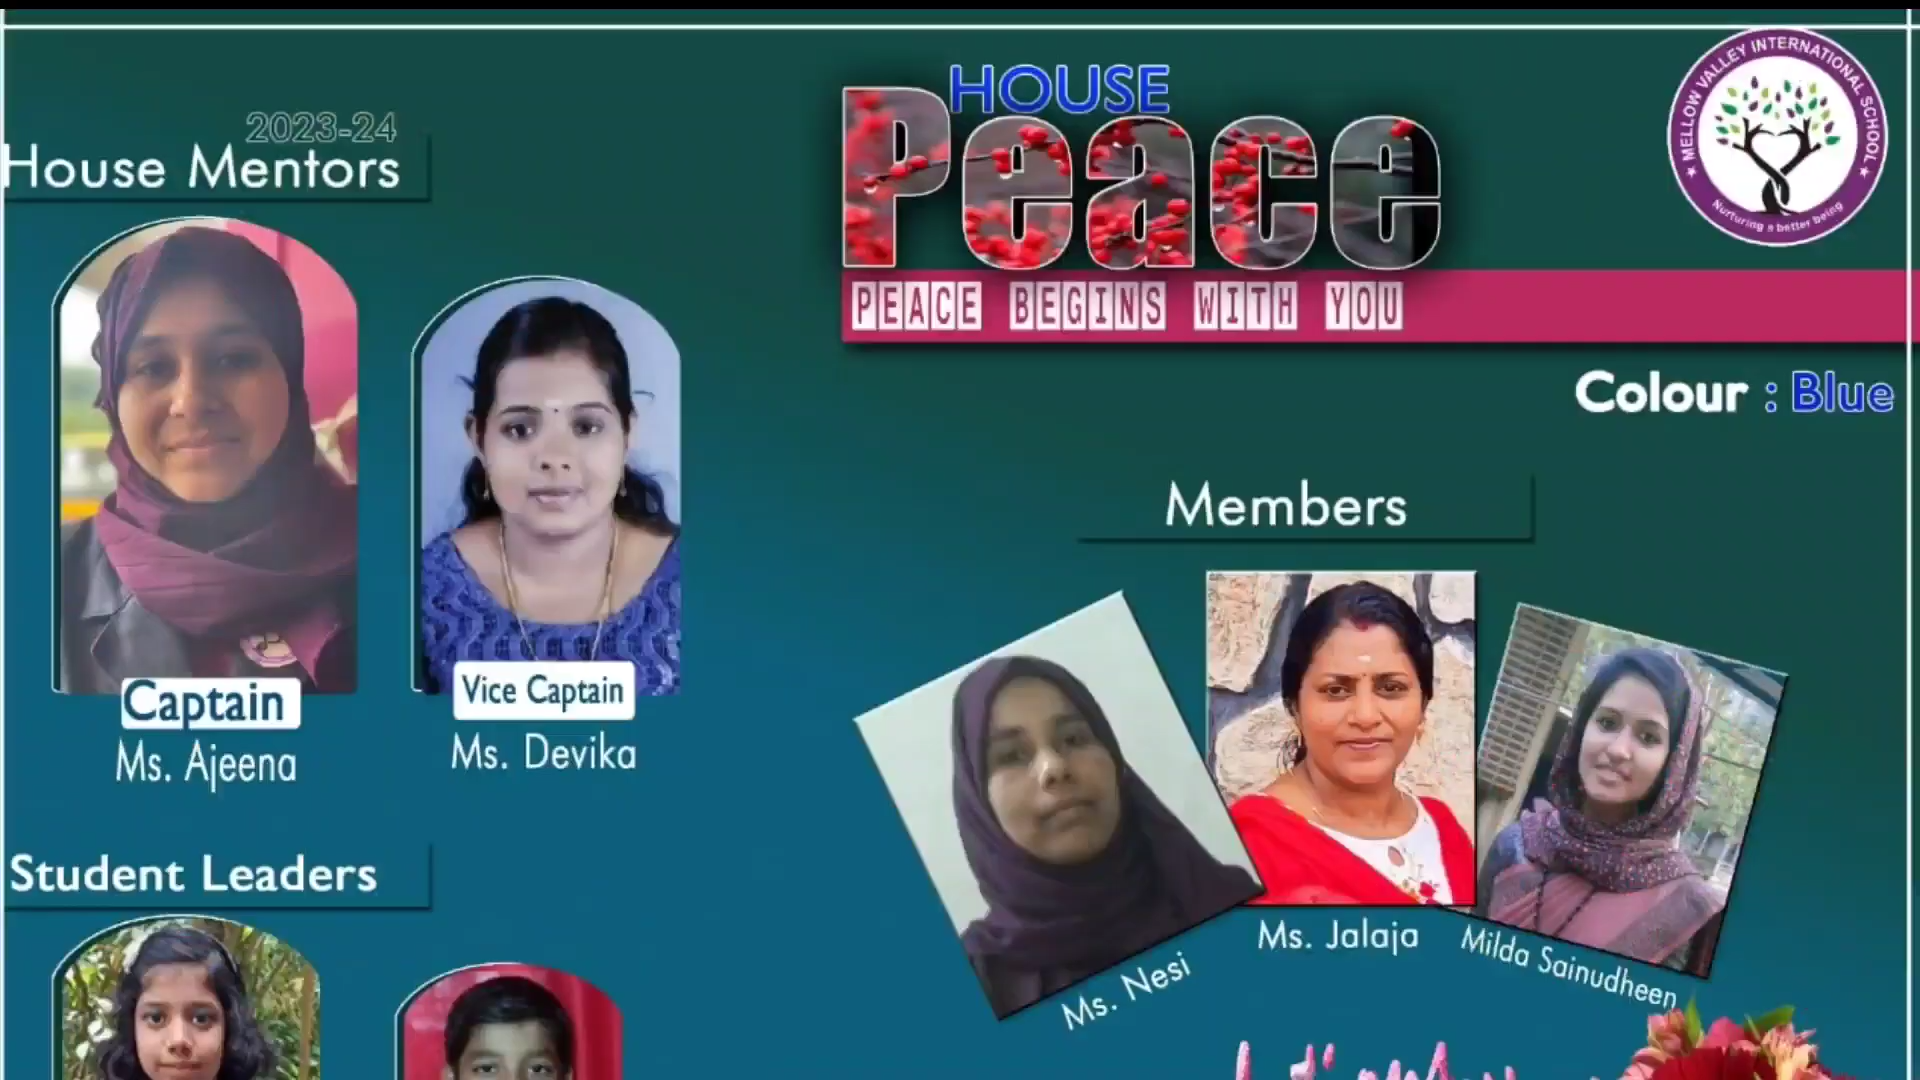 2023-24
House Mentors
Captain
Ms. Ajeena
Vice Captain
Ms. Devika
Student Leaders
HOUSE
Peace
PEACE BEGINS WITH YOU
MELLOW VALLEY INTERNATIONAL SCHOOL
Nurturing a better being
Colour : Blue
Members
Ms. Nesi
Ms. Jalaja
Milda Sainudheen